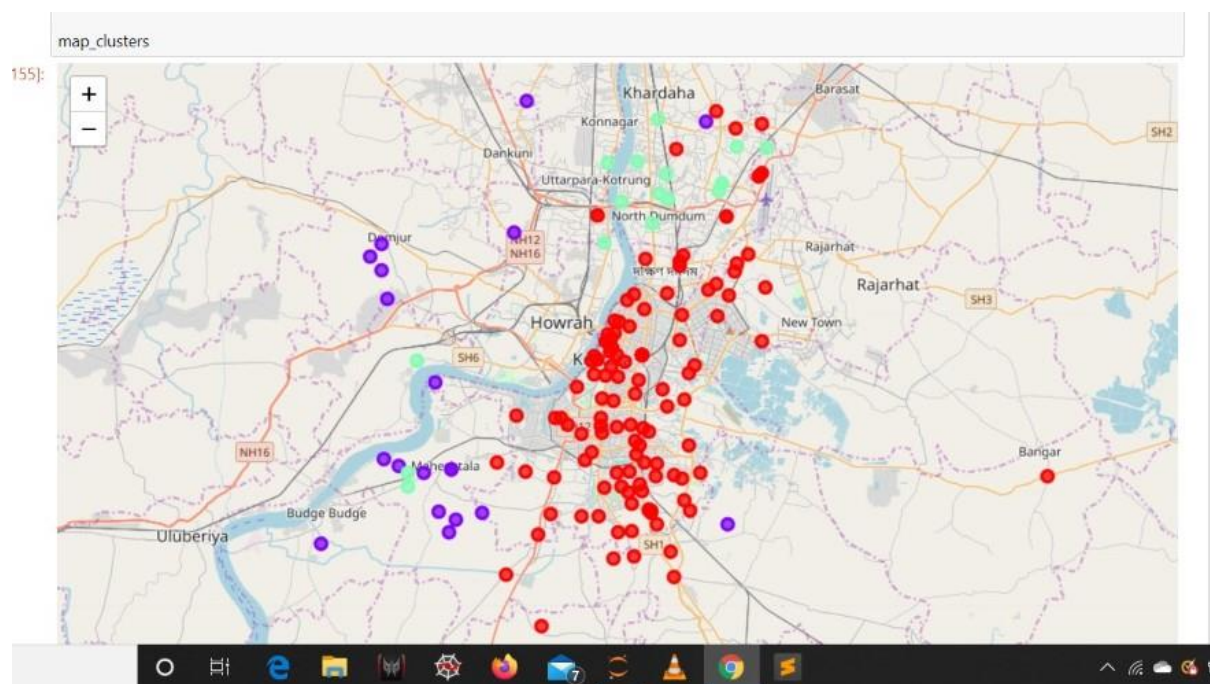 map_clusters
155]:
+
−
Khardaha
Barasat
Konnagar
SH2
Dankuni
Uttarpara-Kotrung
North Dumdum
NH12
NH16
Rajarhat
Rajarhat
SH3
Howrah
New Town
SH6
NH16
Bangar
Budge Budge
Uluberiya
SH1
7